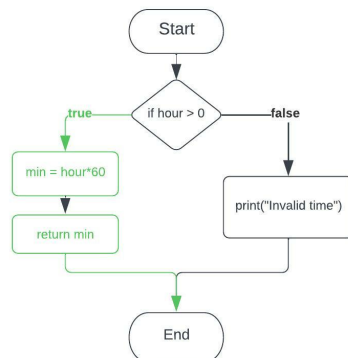 Start
if hour > 0
true
false
min = hour*60
print("Invalid time")
return min
End